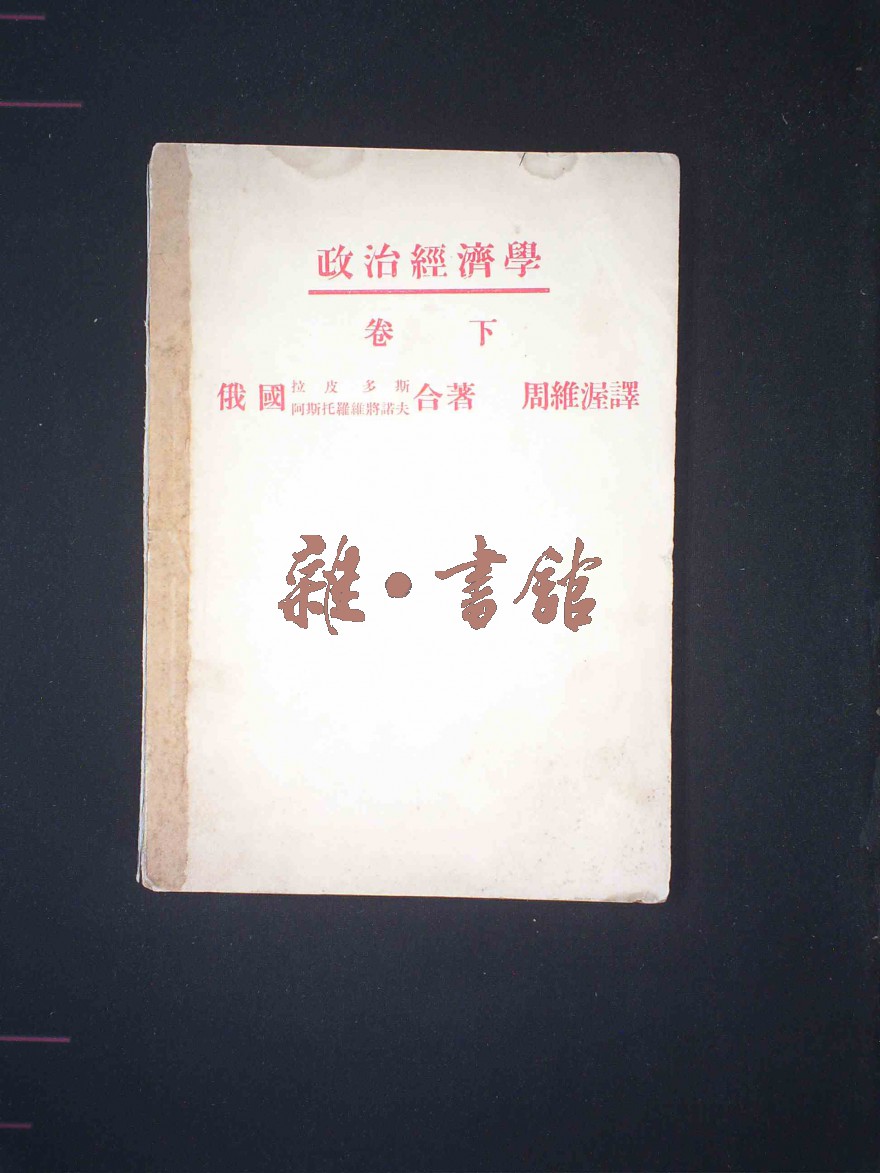 政治經濟學
卷 下
俄國 拉皮多斯 合著 周維渥譯
阿斯托羅維將諾夫
雜·書館